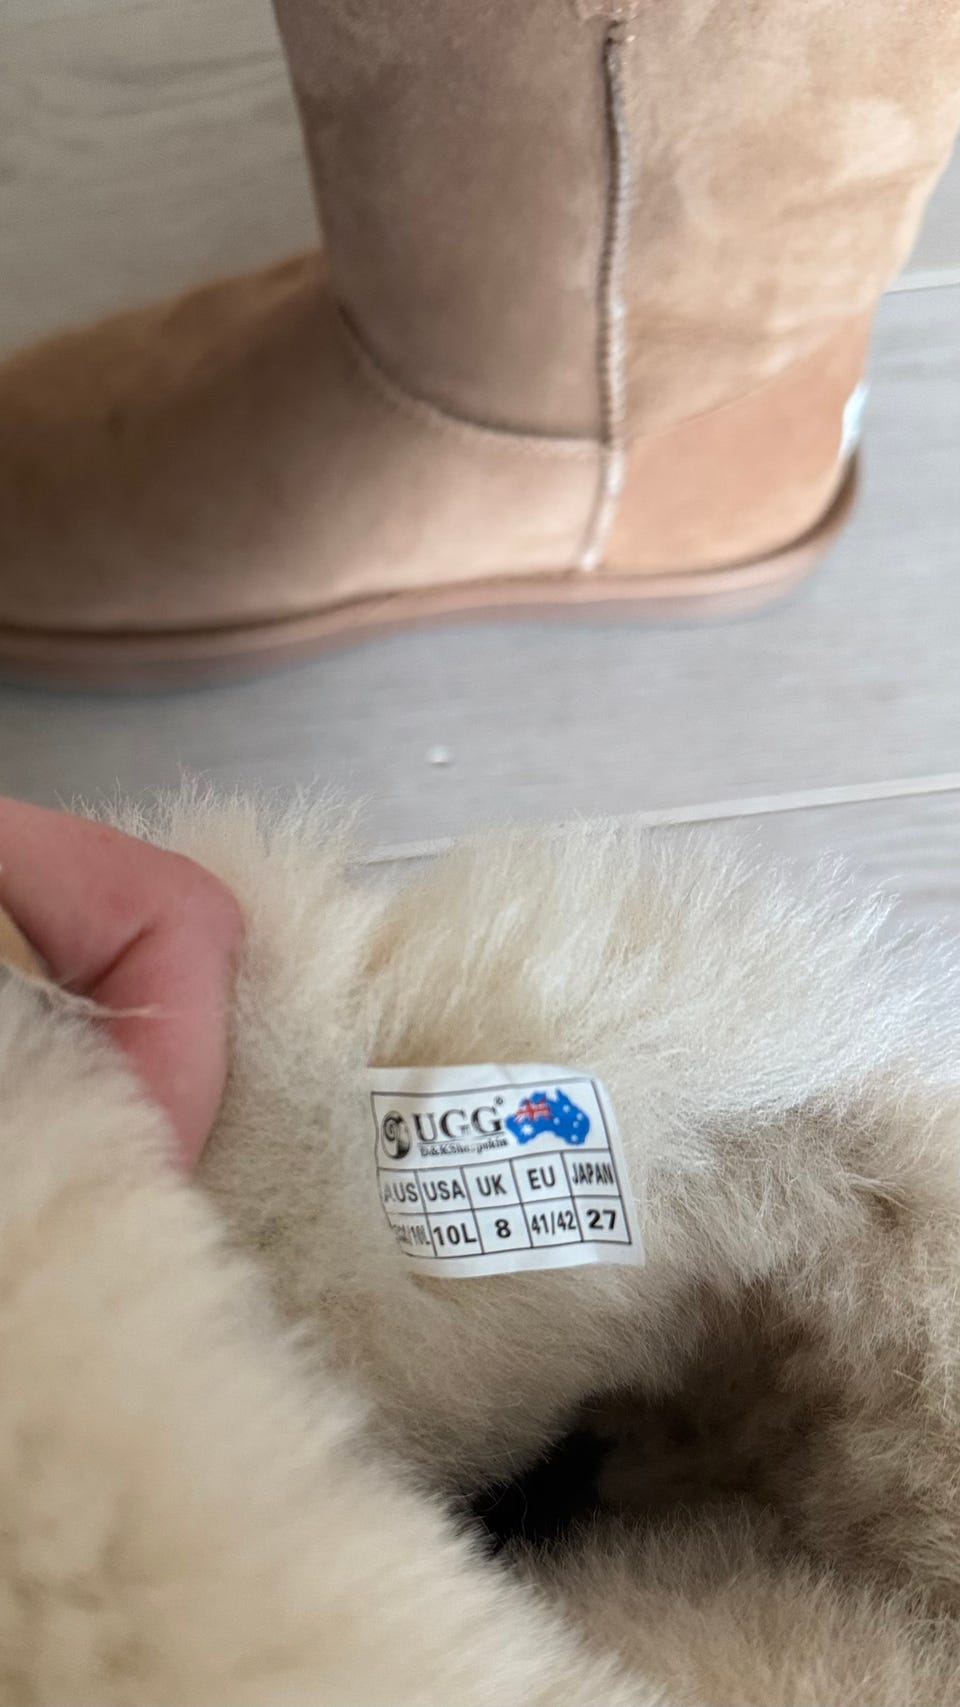 UGG®
AUS USA UK EU JAPAN
10L 8 41/42 27